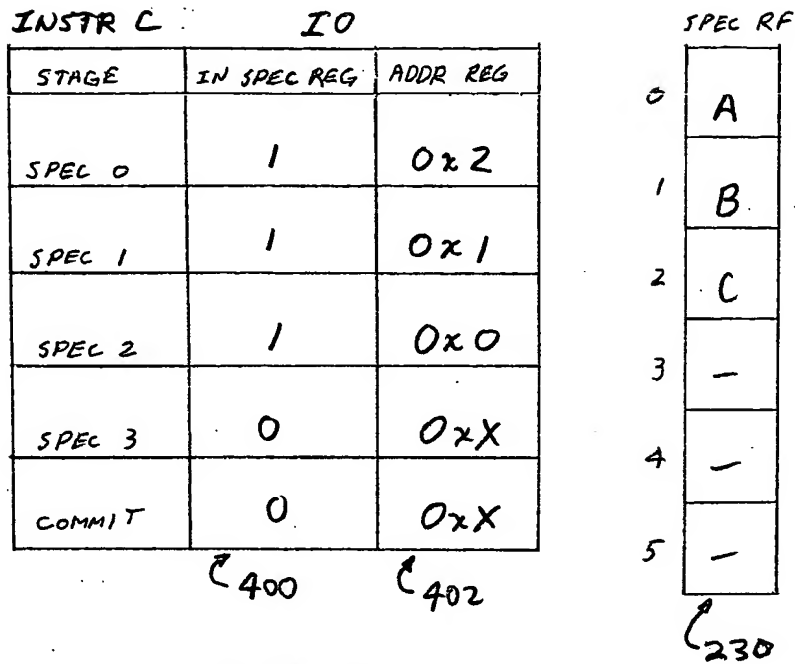 INSTR C : IO
STAGE IN SPEC REG ADDR REG
SPEC 0 1 0x2
SPEC 1 1 0x1
SPEC 2 1 0x0
SPEC 3 0 0xX
COMMIT 0 0xX
400 402
SPEC RF
0 A
1 B
2 C
3 –
4 –
5 –
230